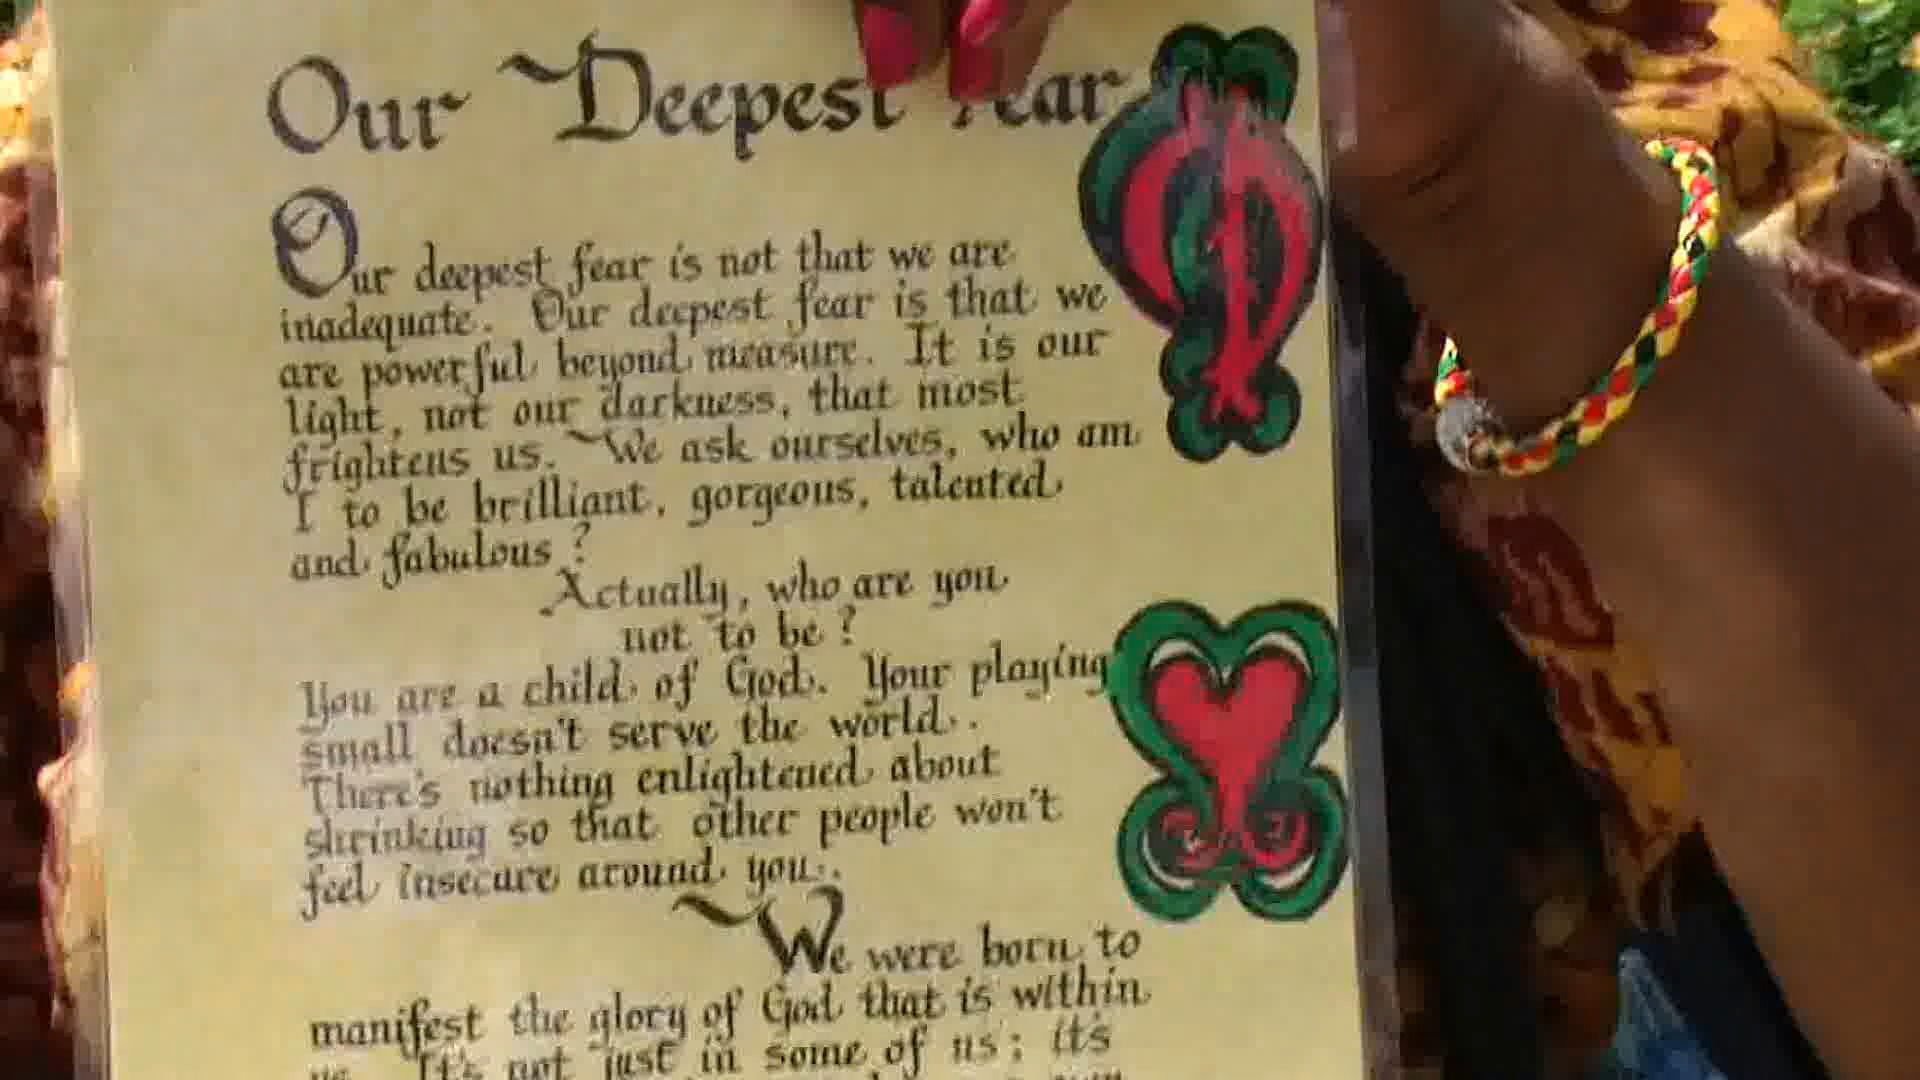 Our Deepest Fear
Our deepest fear is not that we are
inadequate. Our deepest fear is that we
are powerful beyond measure. It is our
light, not our darkness, that most
frightens us. We ask ourselves, who am
I to be brilliant, gorgeous, talented
and fabulous?
Actually, who are you
not to be?
You are a child of God. Your playing
small doesn't serve the world.
There's nothing enlightened about
shrinking so that other people won't
feel insecure around you.
We were born to
manifest the glory of God that is within
us. It's not just in some of us; it's